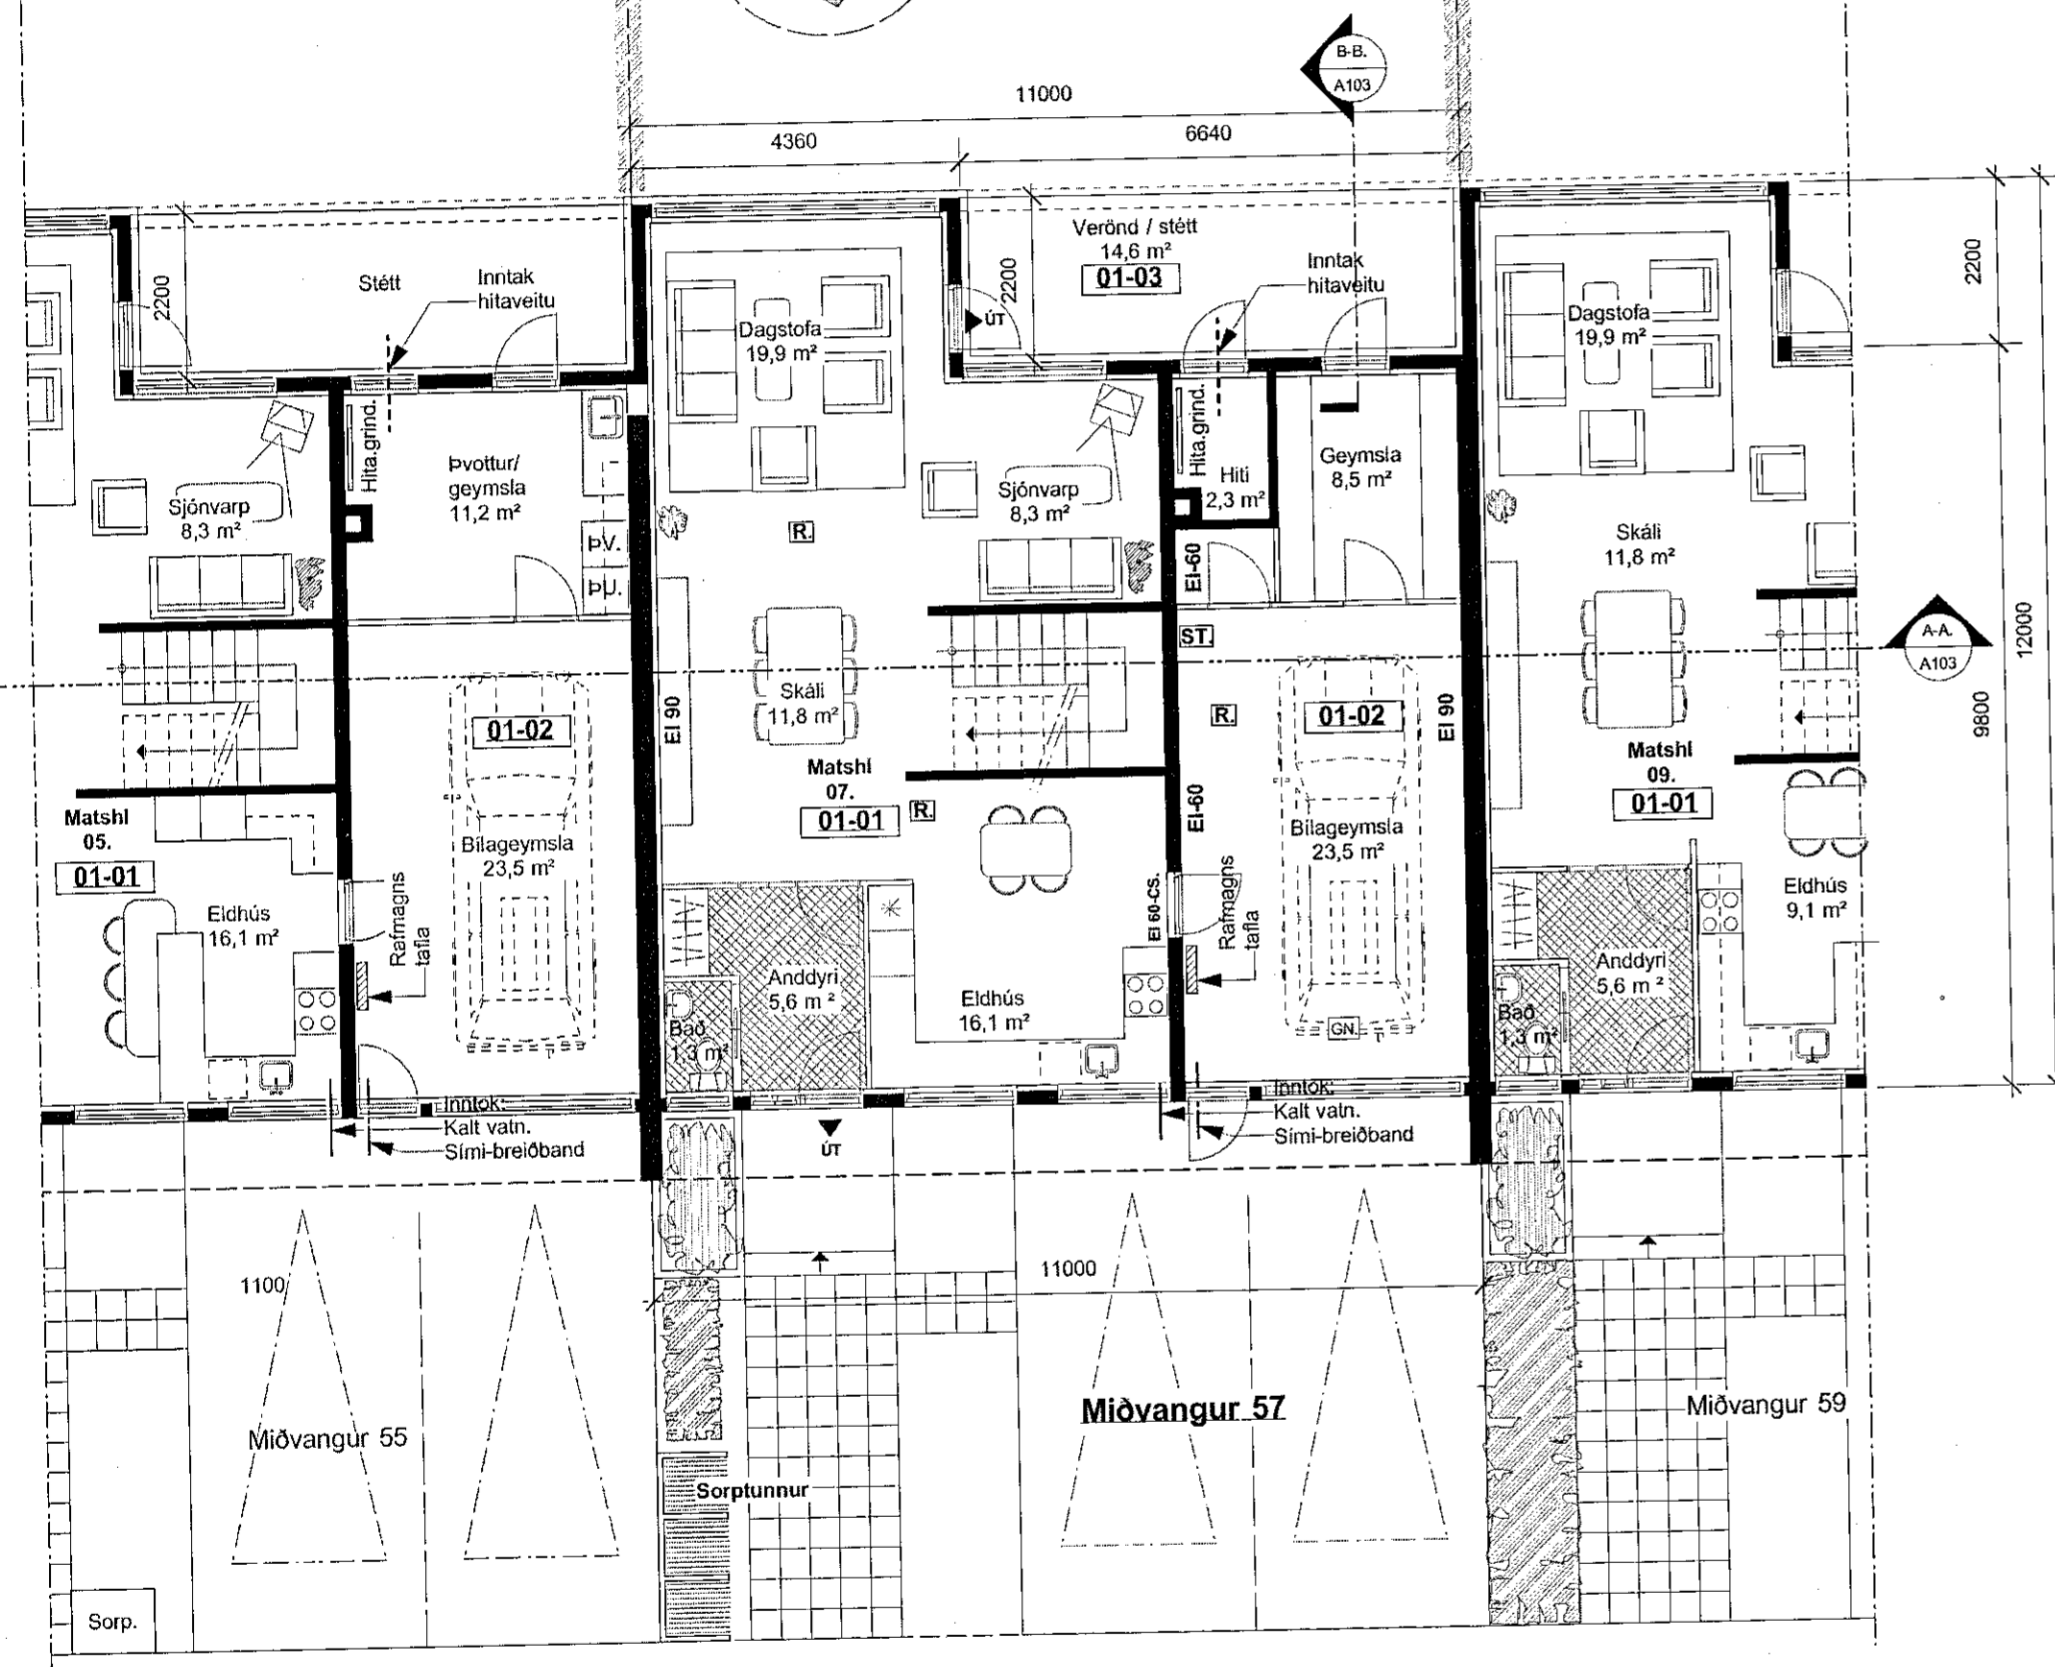 B-B.
A103
11000
4360
6640
2200
Stétt
Inntak
hitaveitu
Hita.grind.
Þvottur/
geymsla
11,2 m²
ÞV.
ÞU.
Sjónvarp
8,3 m²
01-02
Bílageymsla
23,5 m²
Matshl
05.
01-01
Eldhús
16,1 m²
Rafmagns
tafla
Inntök:
Kalt vatn.
Sími-breiðband
1100
Miðvangur 55
Sorp.
Verönd / stétt
14,6 m²
01-03
Inntak
hitaveitu
2200
ÚT
Dagstofa
19,9 m²
Sjónvarp
8,3 m²
R.
Hita.grind.
Hiti
2,3 m²
Geymsla
8,5 m²
EI-60
ST.
EI 90
Skáli
11,8 m²
Matshl
07.
01-01
R.
R.
01-02
EI 90
EI-60
Bílageymsla
23,5 m²
EI 60-CS.
Rafmagns
tafla
GN.
Anddyri
5,6 m²
Bað
1,3 m²
Eldhús
16,1 m²
ÚT
Inntök:
Kalt vatn.
Sími-breiðband
11000
Miðvangur 57
Sorptunnur
Dagstofa
19,9 m²
Skáli
11,8 m²
Matshl
09.
01-01
Eldhús
9,1 m²
Anddyri
5,6 m²
Bað
1,3 m²
Miðvangur 59
2200
A-A.
A103
12000
9800